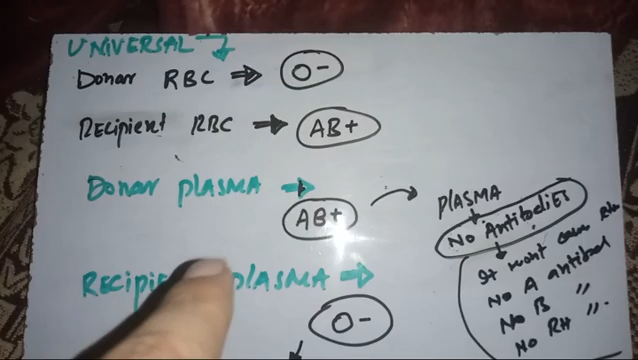 UNIVERSAL
Donar RBC ⇒ O-
Recipient RBC → AB+
Donar plasma → AB+ → plasma
No Antibodies
It wont
No A antibod
No B "
No RH "
Recipie plasma ⇒
O-